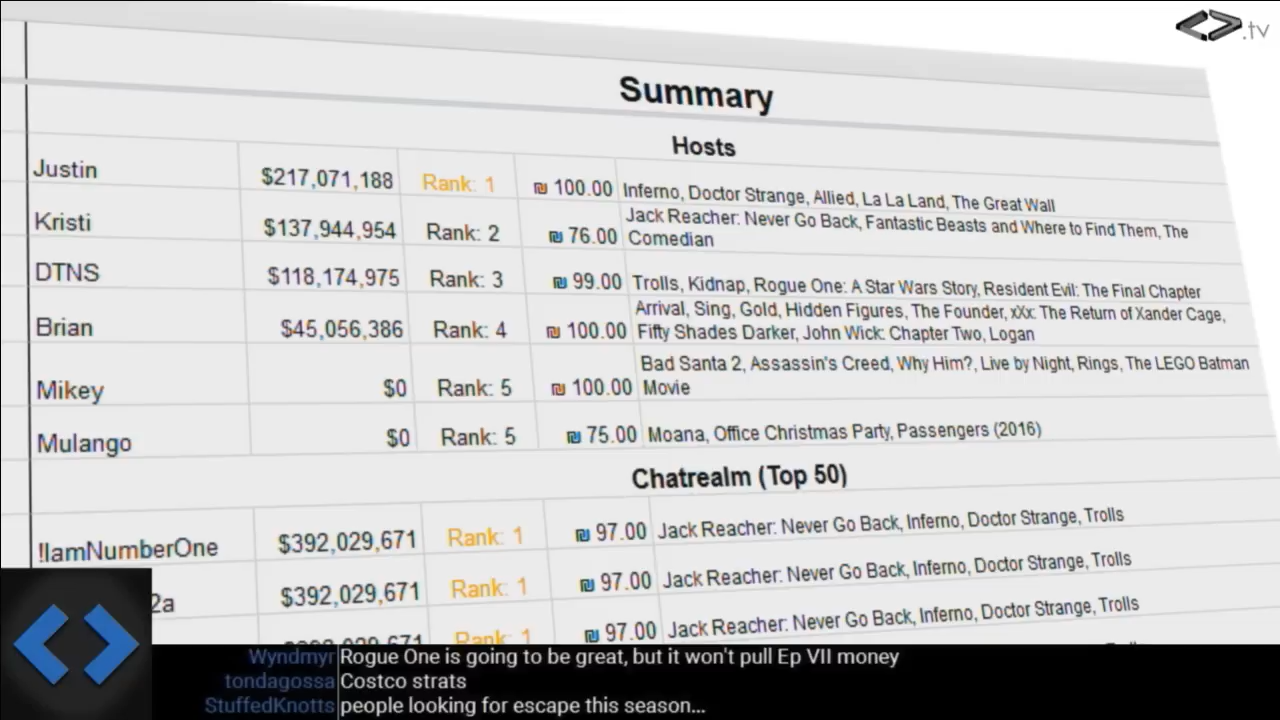 .tv
Summary
Hosts
Justin $217,071,188 Rank: 1 ₪ 100.00 Inferno, Doctor Strange, Allied, La La Land, The Great Wall
Kristi $137,944,954 Rank: 2 ₪ 76.00 Jack Reacher: Never Go Back, Fantastic Beasts and Where to Find Them, The
Comedian
DTNS $118,174,975 Rank: 3 ₪ 99.00 Trolls, Kidnap, Rogue One: A Star Wars Story, Resident Evil: The Final Chapter
Brian $45,056,386 Rank: 4 ₪ 100.00 Arrival, Sing, Gold, Hidden Figures, The Founder, xXx: The Return of Xander Cage,
Fifty Shades Darker, John Wick: Chapter Two, Logan
Mikey $0 Rank: 5 ₪ 100.00 Bad Santa 2, Assassin's Creed, Why Him?, Live by Night, Rings, The LEGO Batman
Movie
Mulango $0 Rank: 5 ₪ 75.00 Moana, Office Christmas Party, Passengers (2016)
Chatrealm (Top 50)
!IamNumberOne $392,029,671 Rank: 1 ₪ 97.00 Jack Reacher: Never Go Back, Inferno, Doctor Strange, Trolls
2a $392,029,671 Rank: 1 ₪ 97.00 Jack Reacher: Never Go Back, Inferno, Doctor Strange, Trolls
$392,029,671 Rank: 1 ₪ 97.00 Jack Reacher: Never Go Back, Inferno, Doctor Strange, Trolls
Wyndmyr Rogue One is going to be great, but it won't pull Ep VII money
tondagossa Costco strats
StuffedKnotts people looking for escape this season...